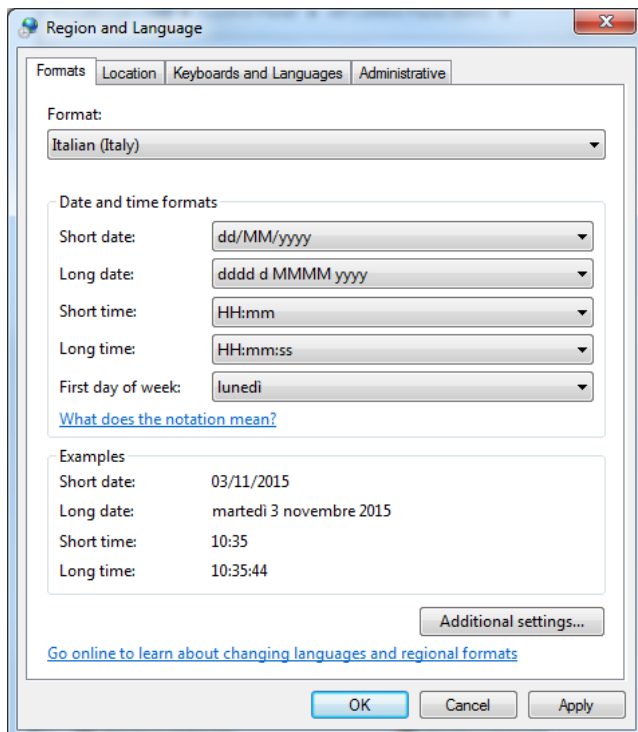 Region and Language
Formats Location Keyboards and Languages Administrative
Format:
Italian (Italy)
Date and time formats
Short date: dd/MM/yyyy
Long date: dddd d MMMM yyyy
Short time: HH:mm
Long time: HH:mm:ss
First day of week: lunedì
What does the notation mean?
Examples
Short date: 03/11/2015
Long date: martedì 3 novembre 2015
Short time: 10:35
Long time: 10:35:44
Additional settings...
Go online to learn about changing languages and regional formats
OK Cancel Apply